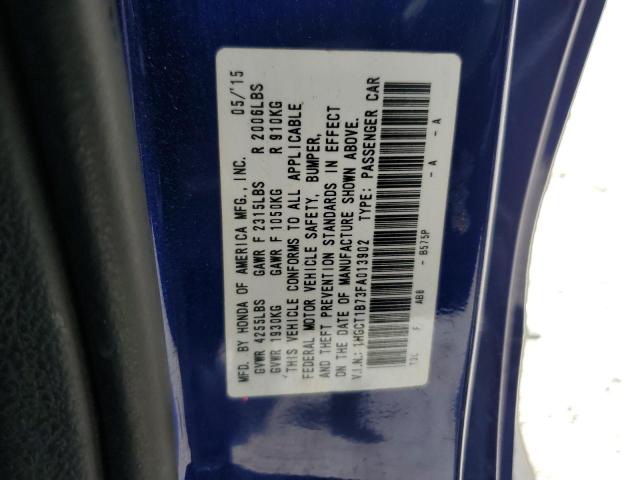 MFD. BY HONDA OF AMERICA MFG., INC. 05/'15
GVWR 4255LBS GAWR F 2315LBS R 2006LBS
GVWR 1930KG GAWR F 1050KG R 910KG
THIS VEHICLE CONFORMS TO ALL APPLICABLE
FEDERAL MOTOR VEHICLE SAFETY, BUMPER,
AND THEFT PREVENTION STANDARDS IN EFFECT
ON THE DATE OF MANUFACTURE SHOWN ABOVE.
V.I.N.: 1HGCT1B73FA013902 TYPE: PASSENGER CAR
T3L F ABB - B575P - A - A